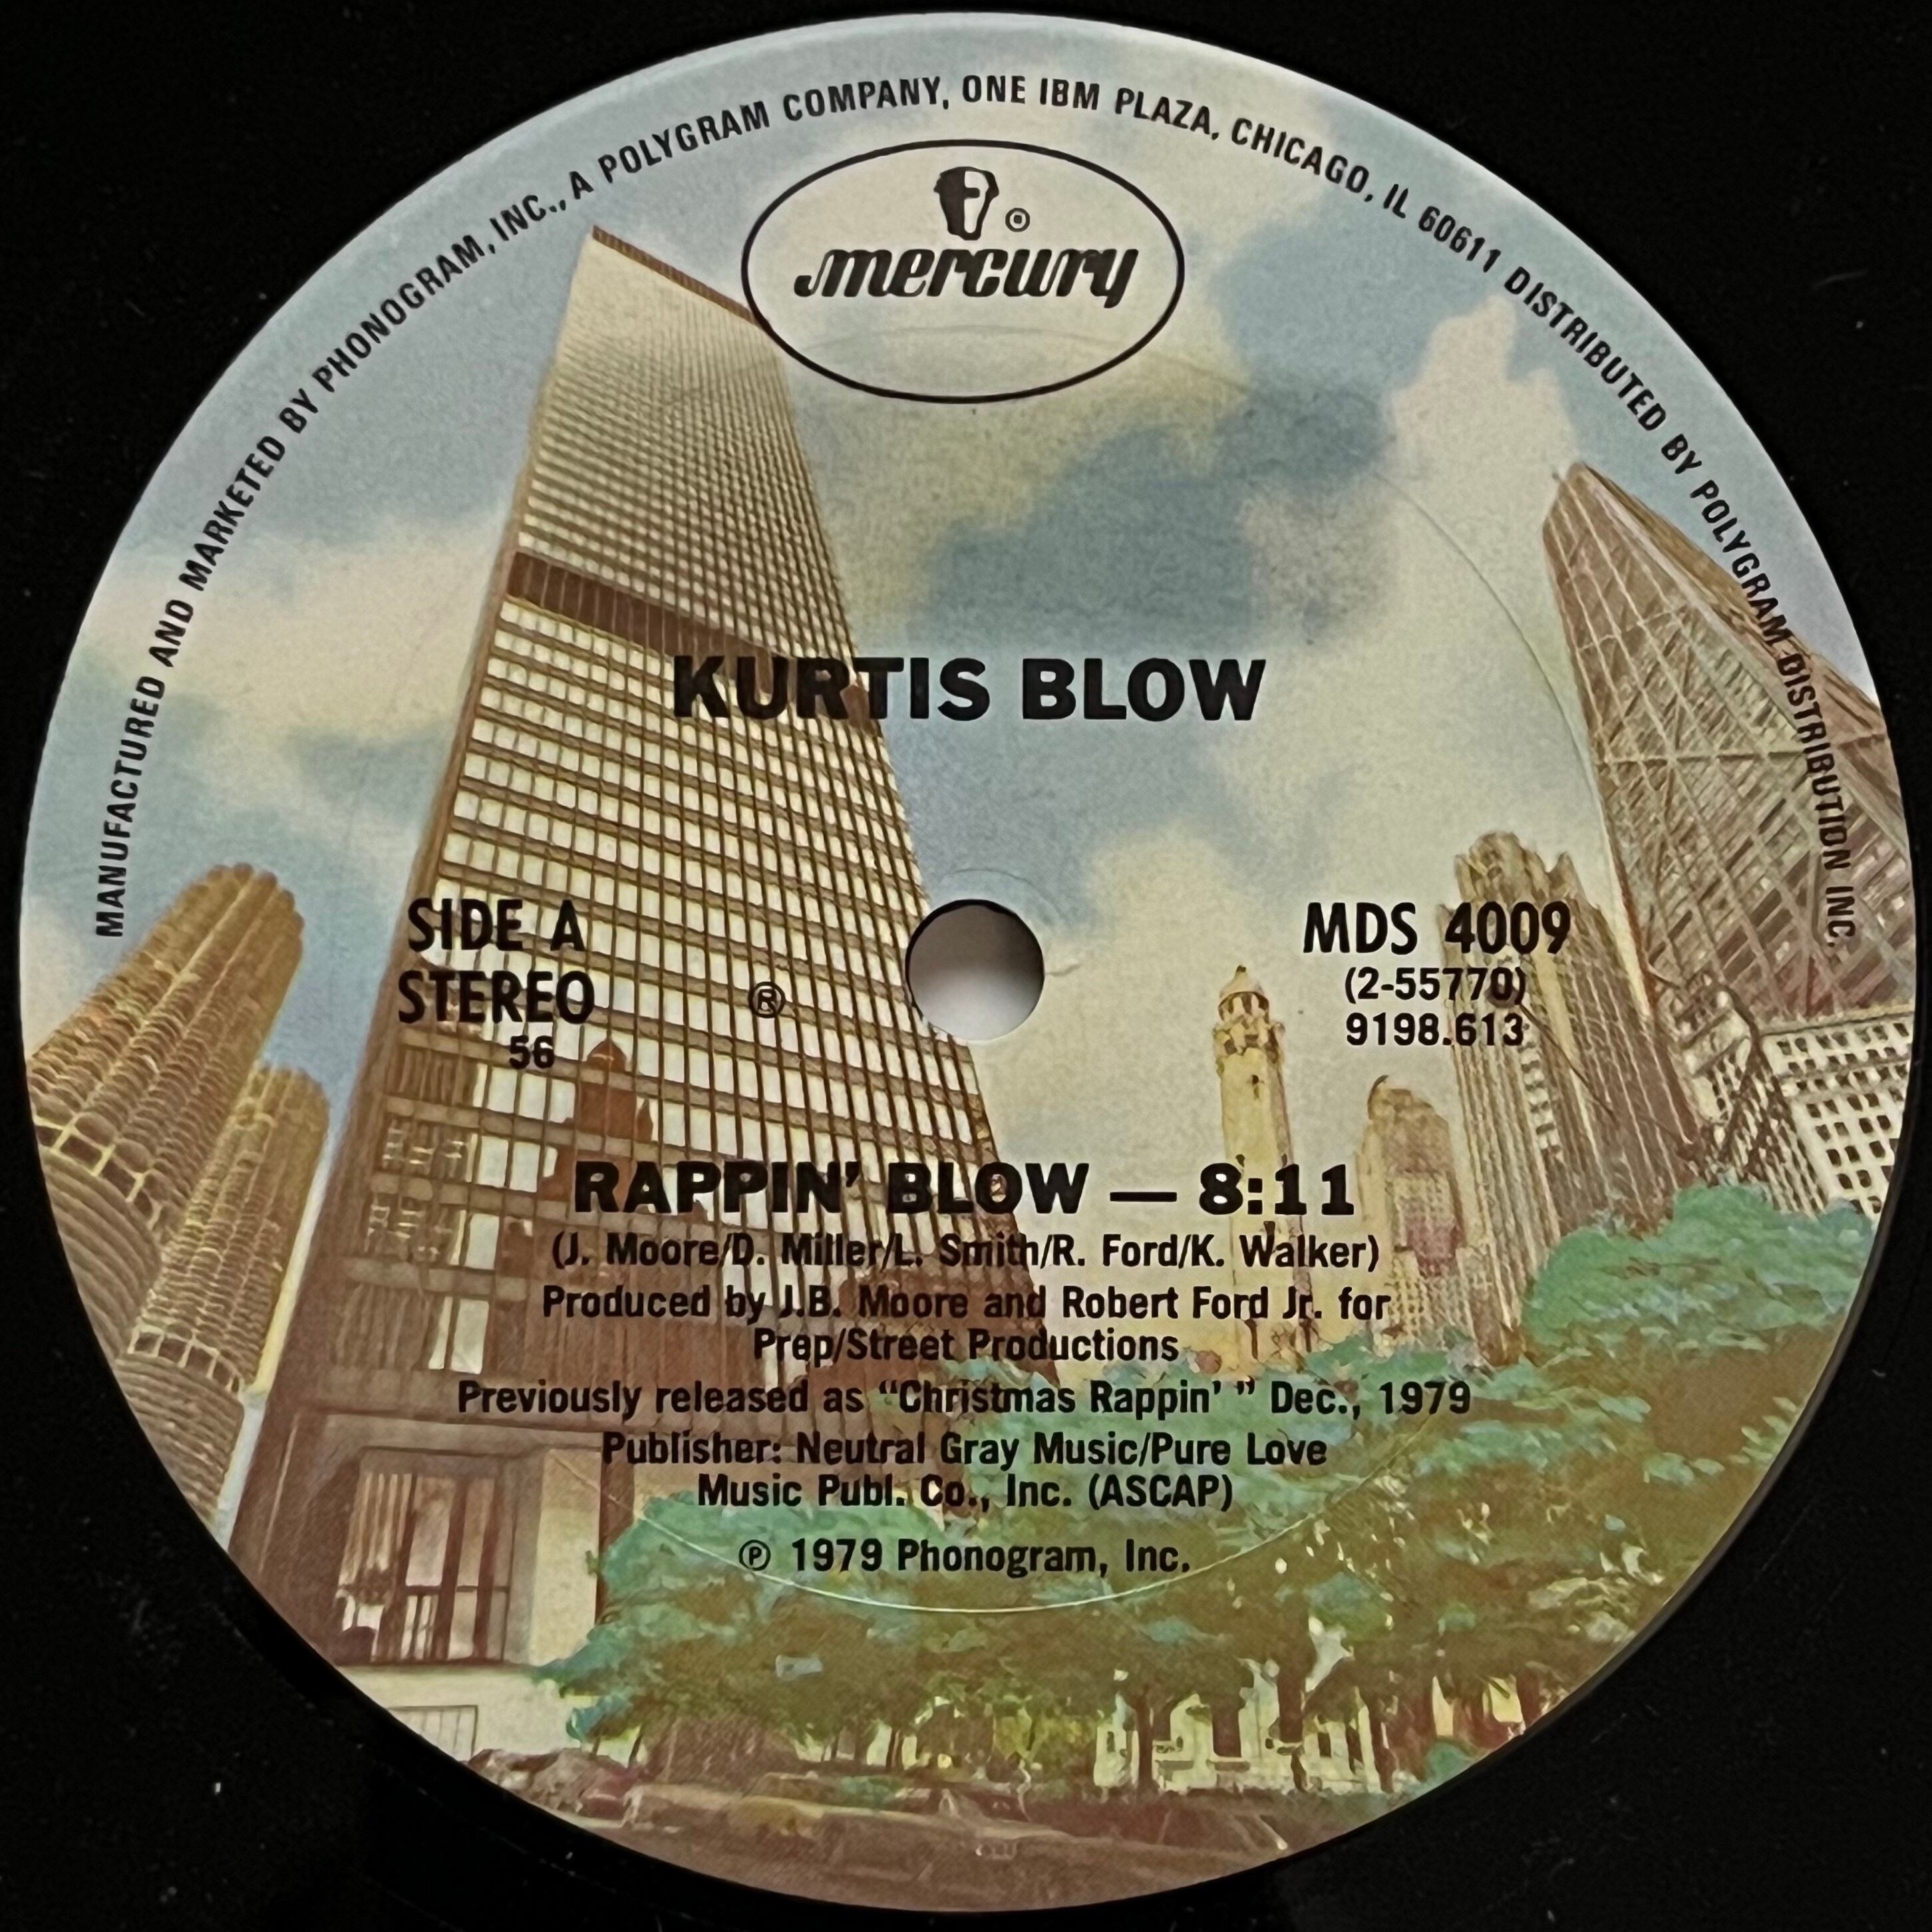 MANUFACTURED AND MARKETED BY PHONOGRAM, INC., A POLYGRAM COMPANY, ONE IBM PLAZA, CHICAGO, IL 60611 DISTRIBUTED BY POLYGRAM DISTRIBUTION INC.
®
mercury
KURTIS BLOW
SIDE A
STEREO
56
®
MDS 4009
(2-55770)
9198.613
RAPPIN' BLOW — 8:11
(J. Moore/D. Miller/L. Smith/R. Ford/K. Walker)
Produced by J.B. Moore and Robert Ford Jr. for
Prep/Street Productions
Previously released as “Christmas Rappin' ” Dec., 1979
Publisher: Neutral Gray Music/Pure Love
Music Publ. Co., Inc. (ASCAP)
℗ 1979 Phonogram, Inc.